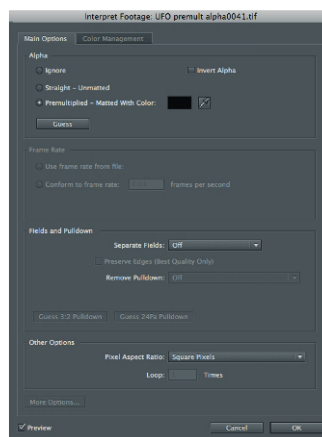 Interpret Footage: UFO premult alpha0041.tif
Main Options Color Management
Alpha
Ignore Invert Alpha
Straight – Unmatted
Premultiplied – Matted With Color:
Guess
Frame Rate
Use frame rate from file:
Conform to frame rate: frames per second
Fields and Pulldown
Separate Fields: Off
Preserve Edges (Best Quality Only)
Remove Pulldown: Off
Guess 3:2 Pulldown Guess 24Pa Pulldown
Other Options
Pixel Aspect Ratio: Square Pixels
Loop: Times
More Options...
Preview Cancel OK